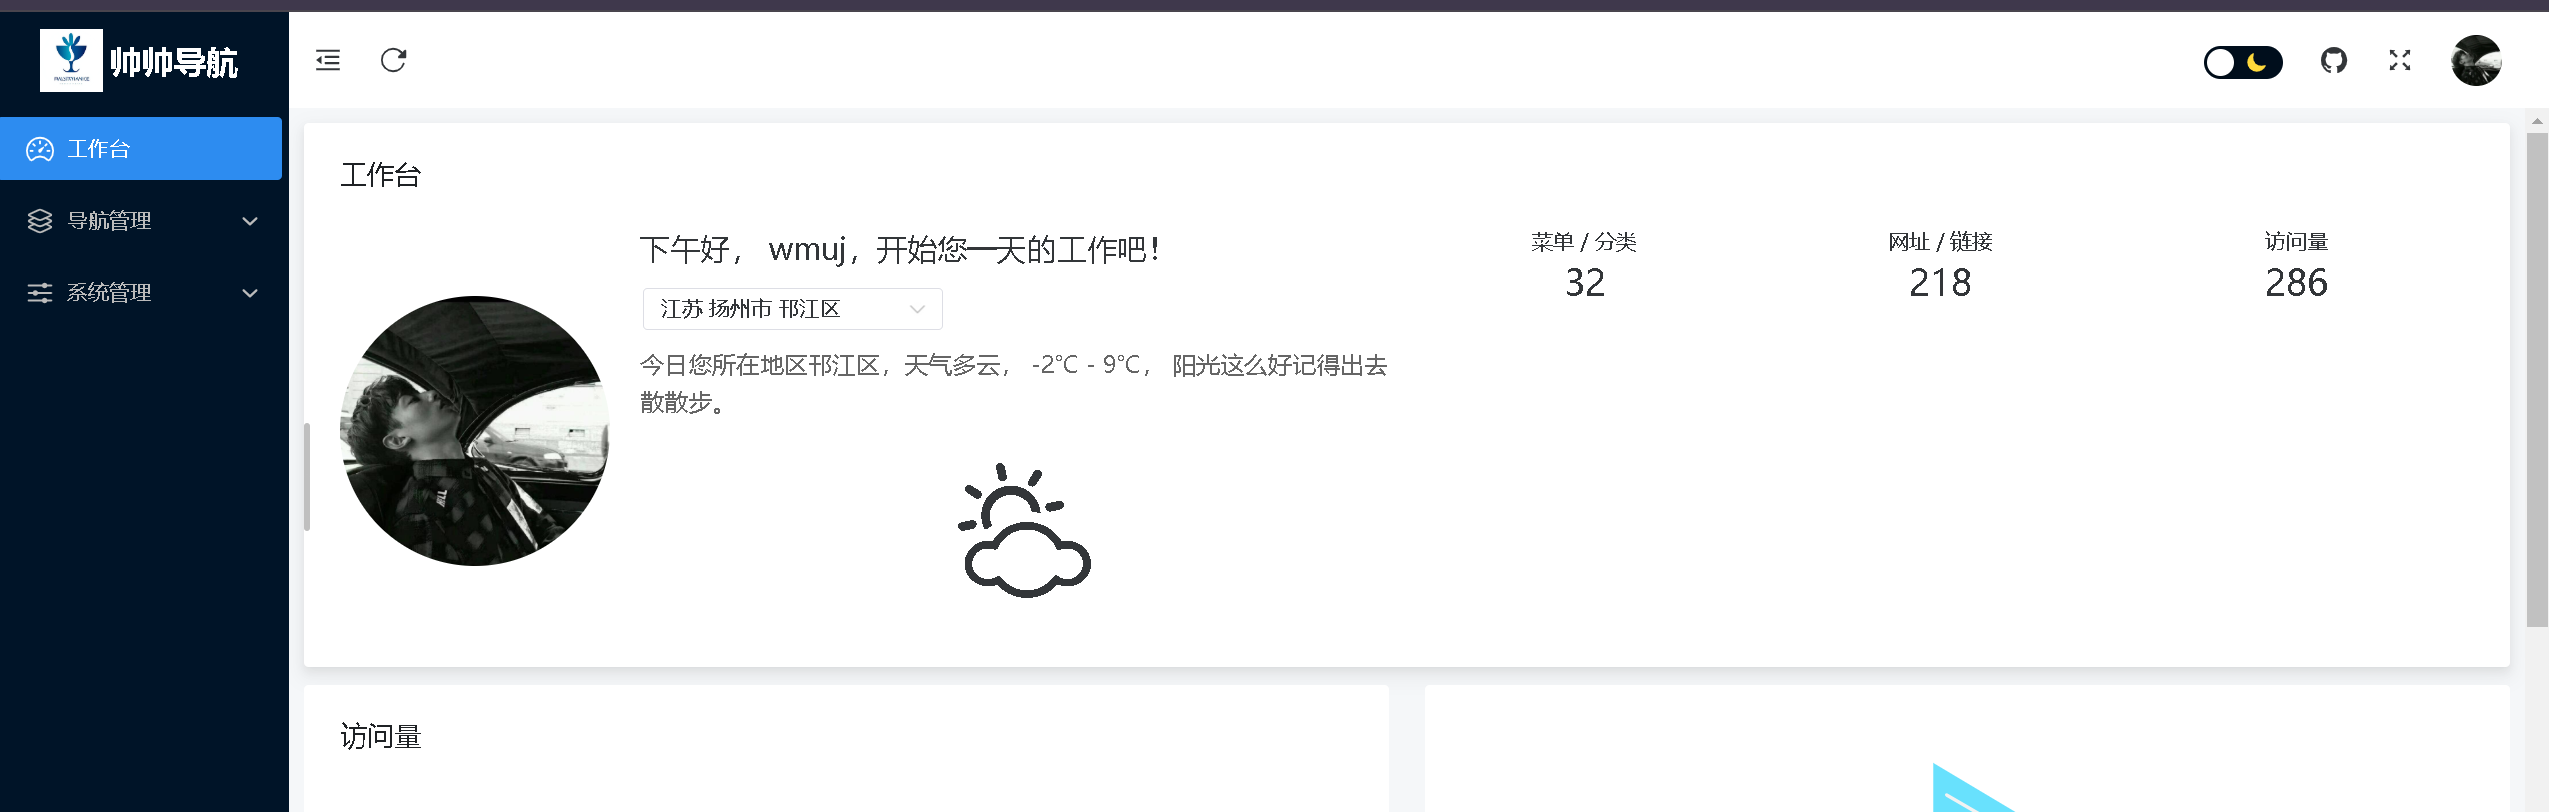 帅帅导航
工作台
导航管理
系统管理
工作台
下午好， wmuj，开始您一天的工作吧！
江苏 扬州市 邗江区
今日您所在地区邗江区，天气多云， -2°C - 9°C， 阳光这么好记得出去
散散步。
菜单 / 分类
32
网址 / 链接
218
访问量
286
访问量